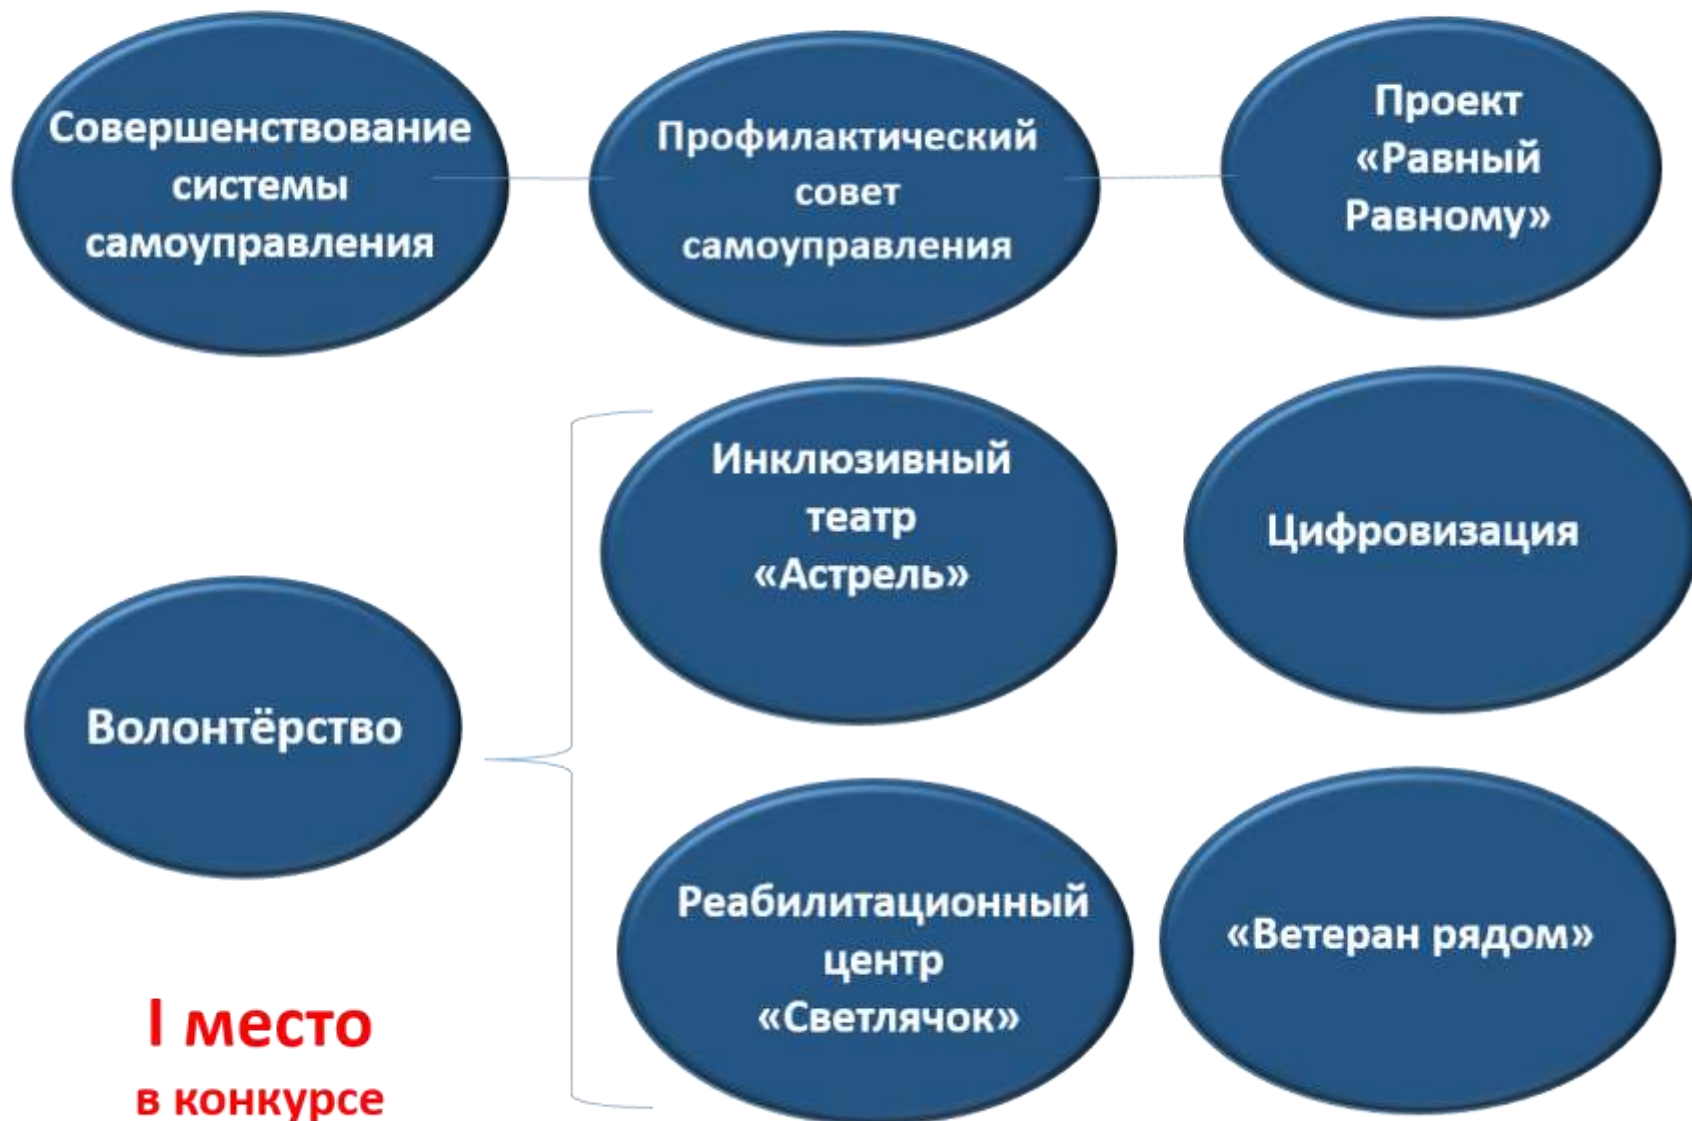 Совершенствование
системы
самоуправления
Профилактический
совет
самоуправления
Проект
«Равный
Равному»
Инклюзивный
театр
«Астрель»
Цифровизация
Волонтёрство
Реабилитационный
центр
«Светлячок»
«Ветеран рядом»
I место
в конкурсе